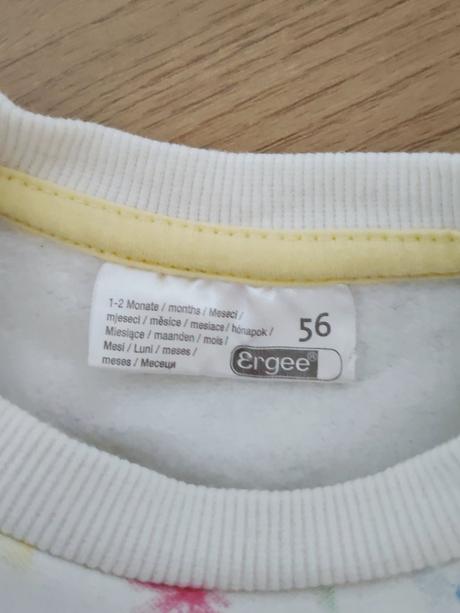 1-2 Monate / months / Meseci /
mjeseci / měsíce / mesiace / hónapok /
Miesiące / maanden / mois /
Mesi / Luni / meses /
meses / Месеци
56
Ergee®